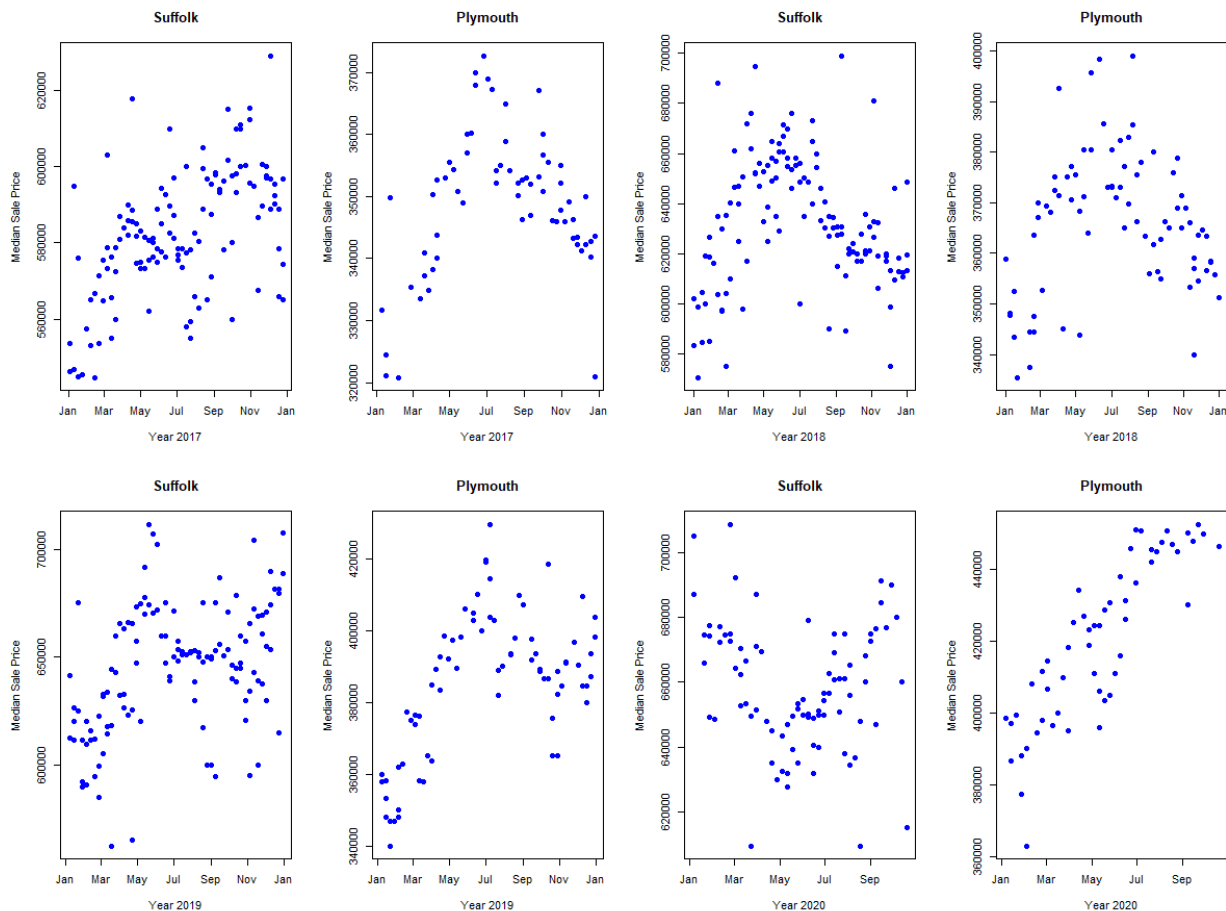 Suffolk
Median Sale Price
620000
600000
580000
560000
Jan Mar May Jul Sep Nov Jan
Year 2017
Plymouth
Median Sale Price
370000
360000
350000
340000
330000
320000
Jan Mar May Jul Sep Nov Jan
Year 2017
Suffolk
Median Sale Price
700000
680000
660000
640000
620000
600000
580000
Jan Mar May Jul Sep Nov Jan
Year 2018
Plymouth
Median Sale Price
400000
390000
380000
370000
360000
350000
340000
Jan Mar May Jul Sep Nov Jan
Year 2018
Suffolk
Median Sale Price
700000
650000
600000
Jan Mar May Jul Sep Nov Jan
Year 2019
Plymouth
Median Sale Price
420000
400000
380000
360000
340000
Jan Mar May Jul Sep Nov Jan
Year 2019
Suffolk
Median Sale Price
700000
680000
660000
640000
620000
Jan Mar May Jul Sep
Year 2020
Plymouth
Median Sale Price
440000
420000
400000
380000
360000
Jan Mar May Jul Sep
Year 2020